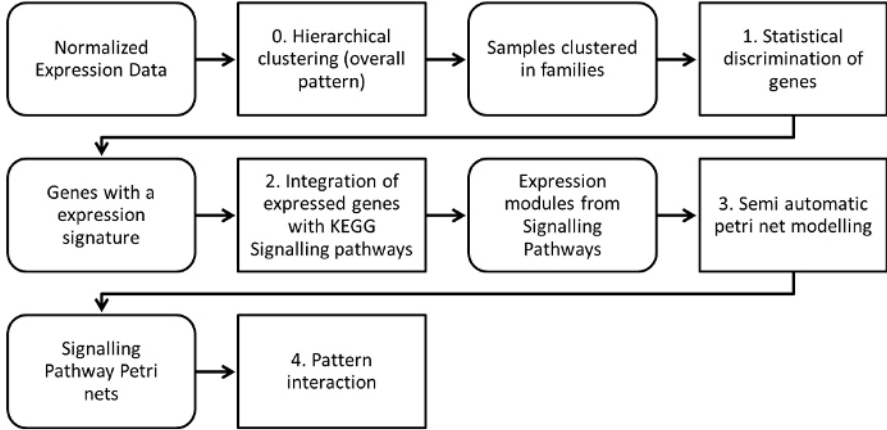 Normalized
Expression Data
0. Hierarchical
clustering (overall
pattern)
Samples clustered
in families
1. Statistical
discrimination of
genes
Genes with a
expression
signature
2. Integration of
expressed genes
with KEGG
Signalling pathways
Expression
modules from
Signalling
Pathways
3. Semi automatic
petri net modelling
Signalling
Pathway Petri
nets
4. Pattern
interaction